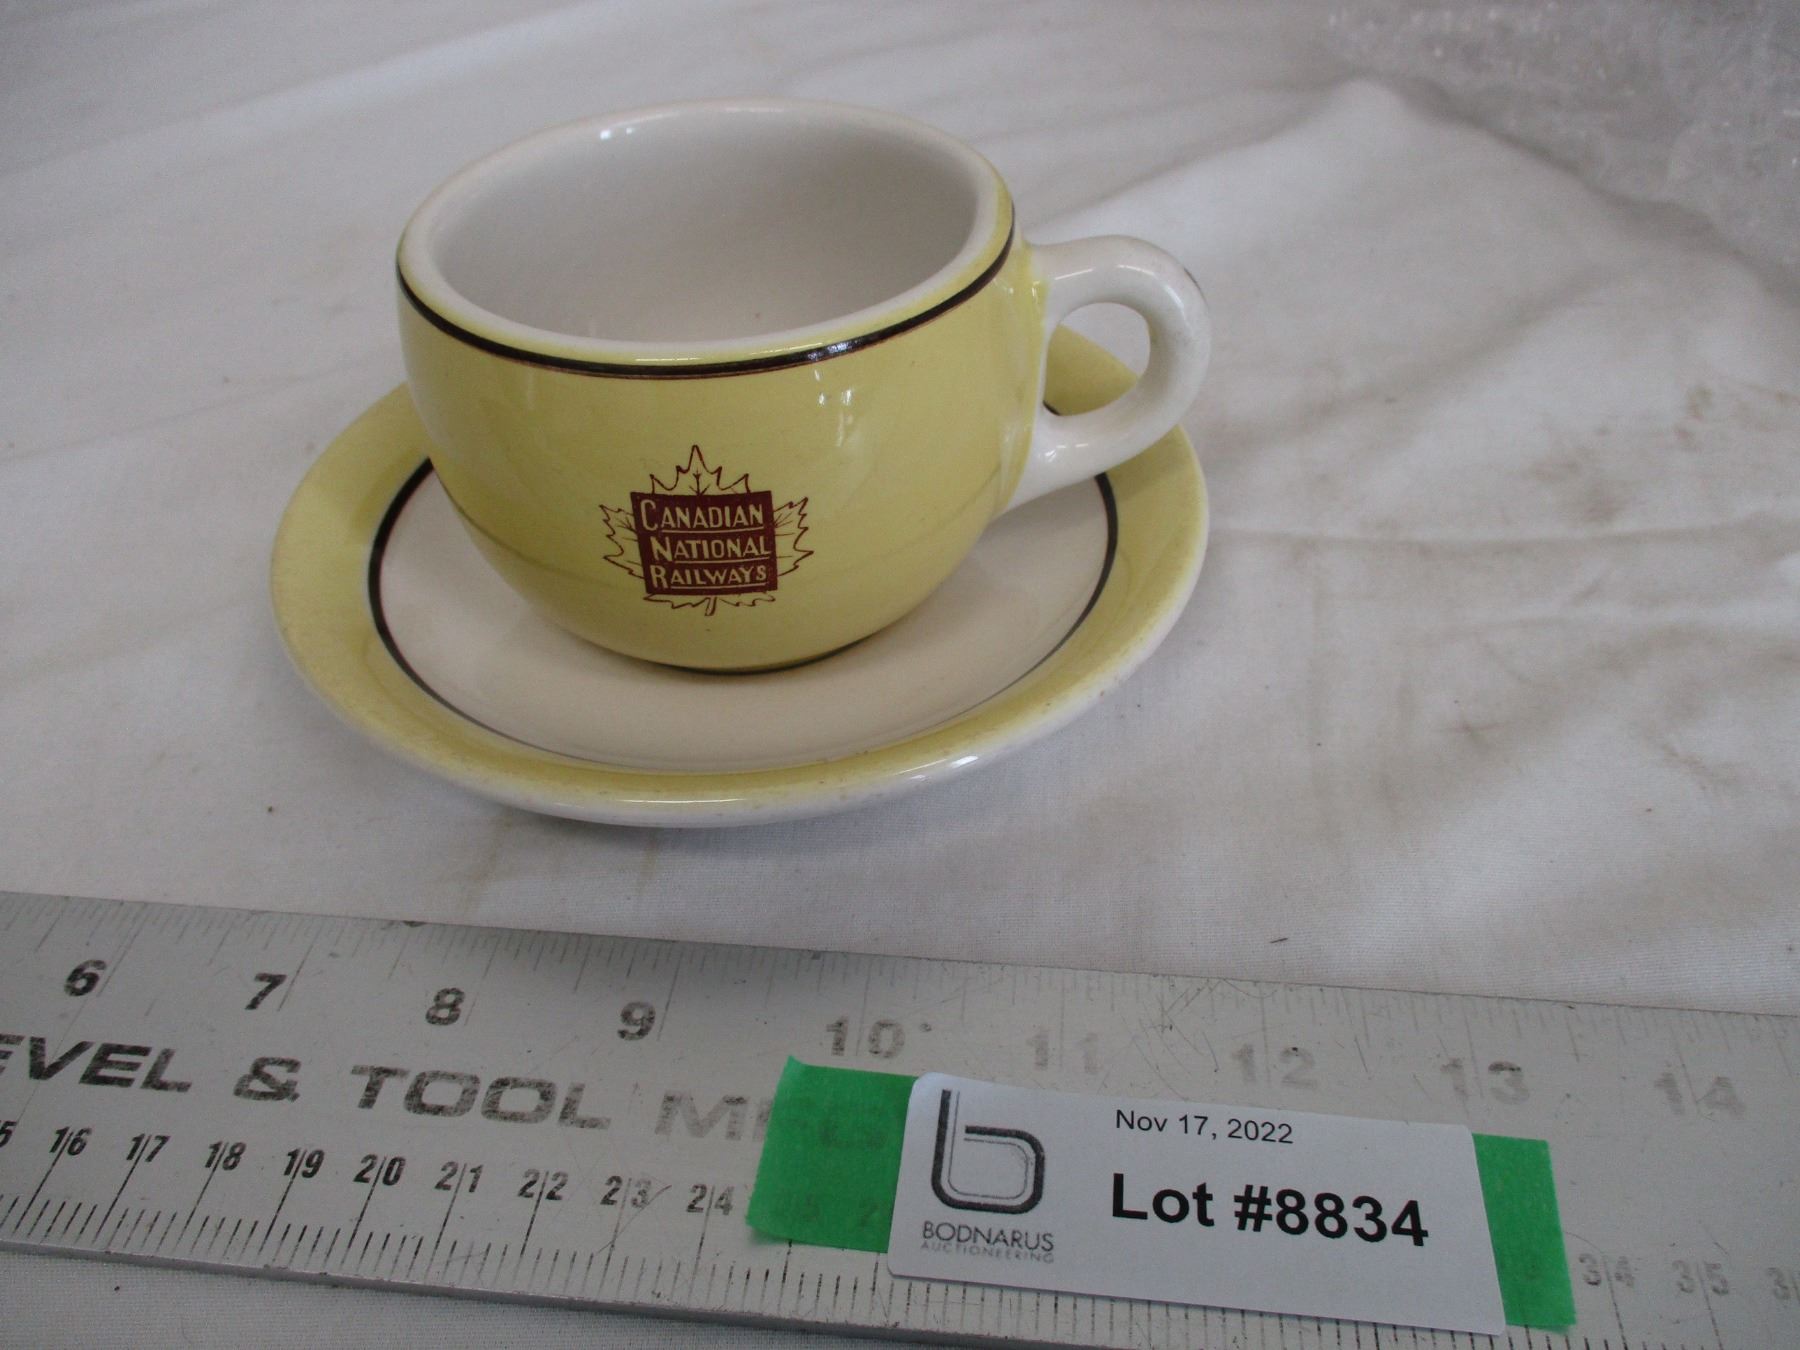 CANADIAN
NATIONAL
RAILWAYS
6 7 8 9 10 11 12 13 14
EVEL & TOOL
16 17 18 19 20 21 22 23 24
34 35
Nov 17, 2022
Lot #8834
BODNARUS
AUCTIONEERING